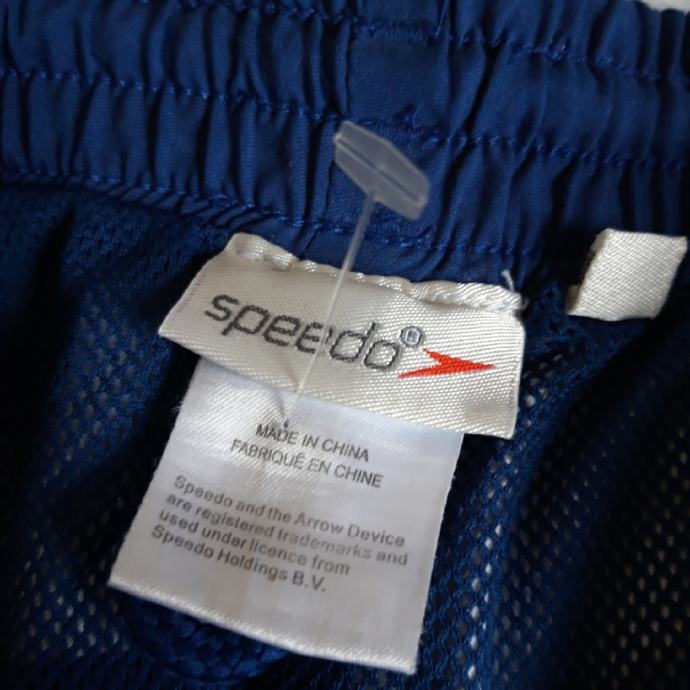 speedo®
MADE IN CHINA
FABRIQUÉ EN CHINE
Speedo and the Arrow Device
are registered trademarks and
used under licence from
Speedo Holdings B.V.